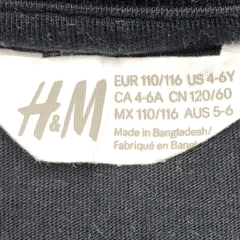 H&M
EUR 110/116 US 4-6Y
CA 4-6A CN 120/60
MX 110/116 AUS 5-6
Made in Bangladesh/
Fabriqué en Bangl